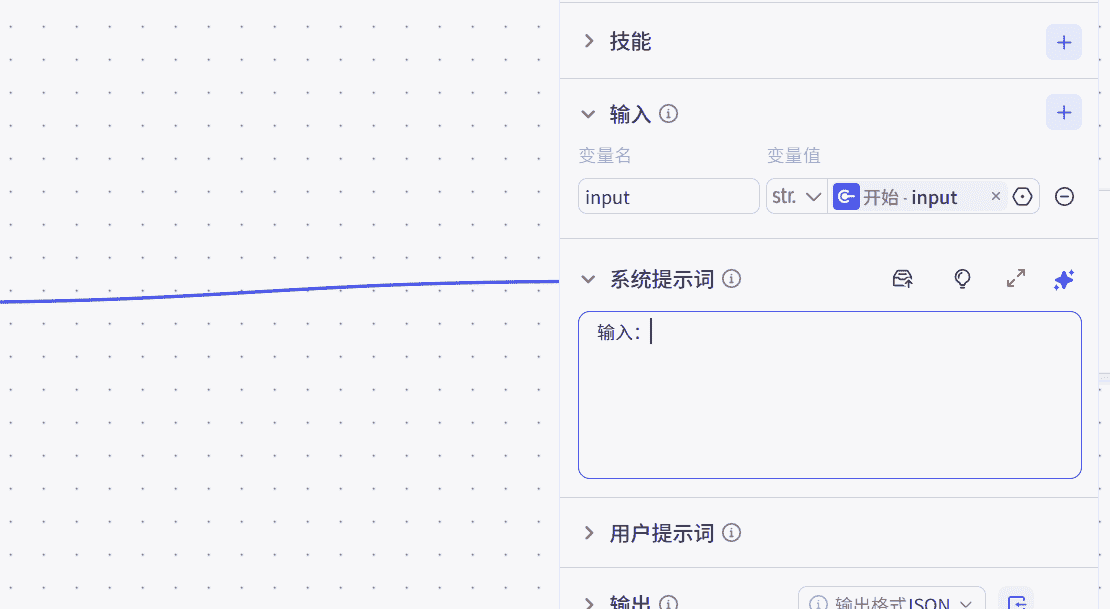 技能
输入
变量名 变量值
input str. 开始 - input
系统提示词
输入：
用户提示词
输出 输出格式JSON